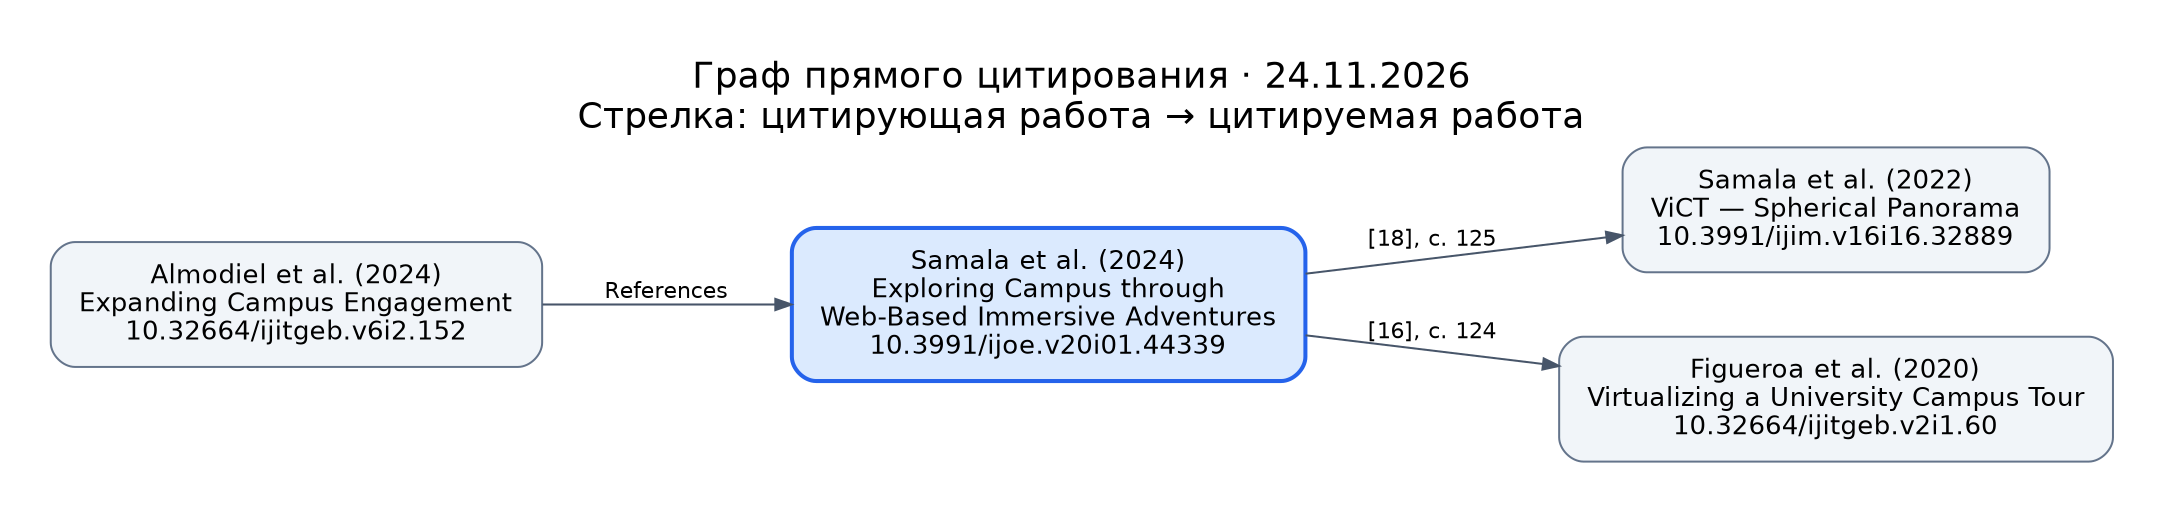 Граф прямого цитирования · 24.11.2026
Стрелка: цитирующая работа → цитируемая работа
Almodiel et al. (2024)
Expanding Campus Engagement
10.32664/ijitgeb.v6i2.152
References
Samala et al. (2024)
Exploring Campus through
Web-Based Immersive Adventures
10.3991/ijoe.v20i01.44339
[18], с. 125
Samala et al. (2022)
ViCT — Spherical Panorama
10.3991/ijim.v16i16.32889
[16], с. 124
Figueroa et al. (2020)
Virtualizing a University Campus Tour
10.32664/ijitgeb.v2i1.60